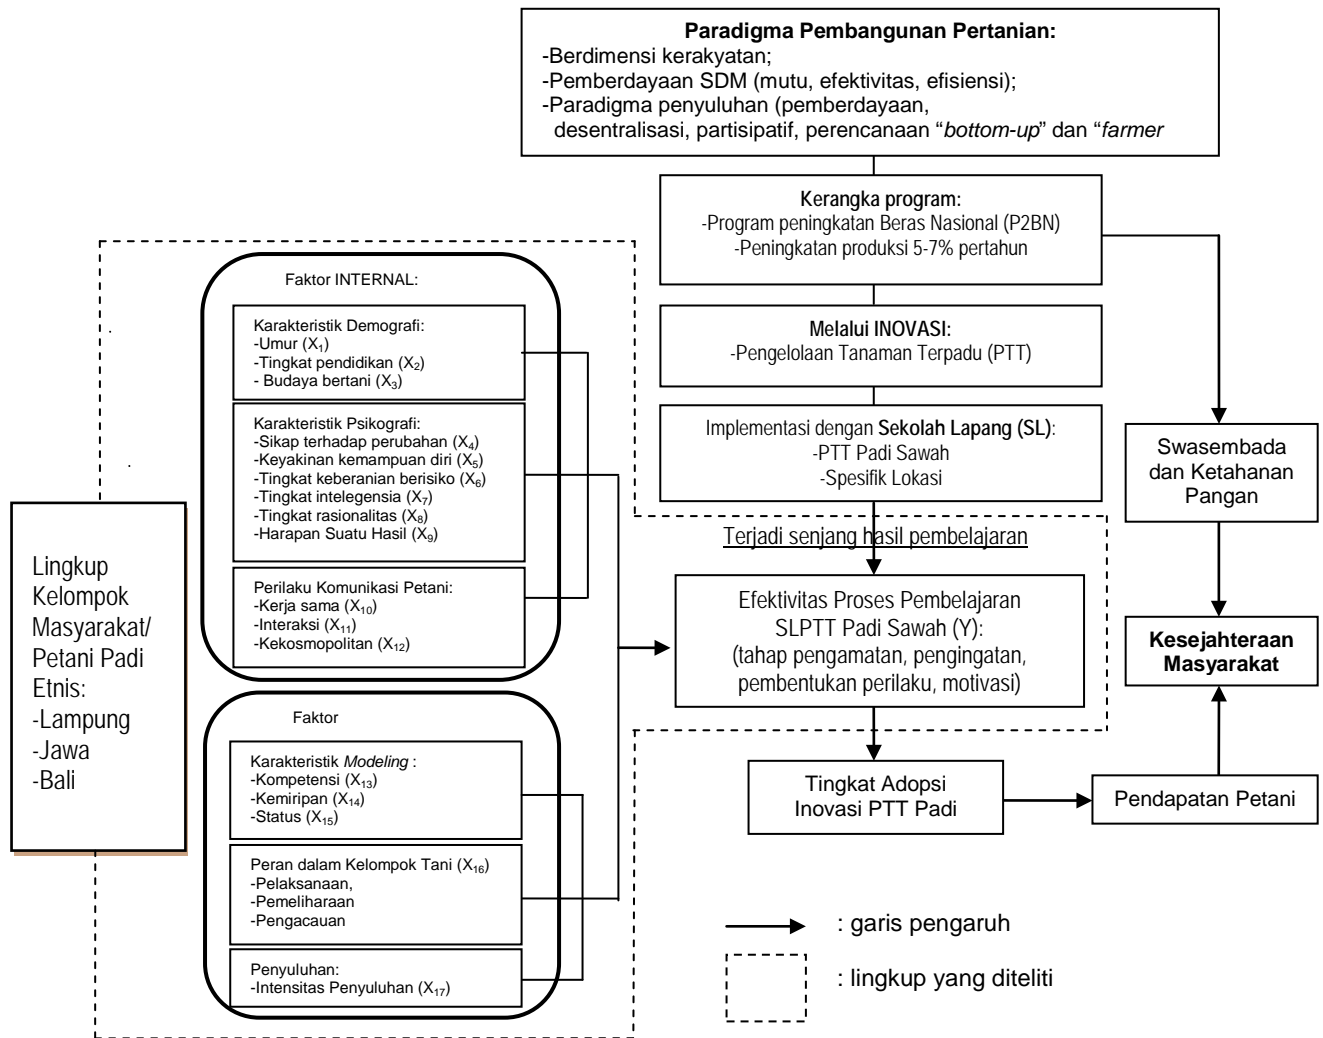 Paradigma Pembangunan Pertanian:
-Berdimensi kerakyatan;
-Pemberdayaan SDM (mutu, efektivitas, efisiensi);
-Paradigma penyuluhan (pemberdayaan,
desentralisasi, partisipatif, perencanaan “bottom-up” dan “farmer
Kerangka program:
-Program peningkatan Beras Nasional (P2BN)
-Peningkatan produksi 5-7% pertahun
Melalui INOVASI:
-Pengelolaan Tanaman Terpadu (PTT)
Implementasi dengan Sekolah Lapang (SL):
-PTT Padi Sawah
-Spesifik Lokasi
Terjadi senjang hasil pembelajaran
Efektivitas Proses Pembelajaran
SLPTT Padi Sawah (Y):
(tahap pengamatan, pengingatan,
pembentukan perilaku, motivasi)
Tingkat Adopsi
Inovasi PTT Padi
Pendapatan Petani
Swasembada
dan Ketahanan
Pangan
Kesejahteraan
Masyarakat
Faktor INTERNAL:
Karakteristik Demografi:
-Umur (X₁)
-Tingkat pendidikan (X₂)
- Budaya bertani (X₃)
Karakteristik Psikografi:
-Sikap terhadap perubahan (X₄)
-Keyakinan kemampuan diri (X₅)
-Tingkat keberanian berisiko (X₆)
-Tingkat intelegensia (X₇)
-Tingkat rasionalitas (X₈)
-Harapan Suatu Hasil (X₉)
Perilaku Komunikasi Petani:
-Kerja sama (X₁₀)
-Interaksi (X₁₁)
-Kekosmopolitan (X₁₂)
Lingkup
Kelompok
Masyarakat/
Petani Padi
Etnis:
-Lampung
-Jawa
-Bali
Faktor
Karakteristik Modeling :
-Kompetensi (X₁₃)
-Kemiripan (X₁₄)
-Status (X₁₅)
Peran dalam Kelompok Tani (X₁₆)
-Pelaksanaan,
-Pemeliharaan
-Pengacauan
Penyuluhan:
-Intensitas Penyuluhan (X₁₇)
: garis pengaruh
: lingkup yang diteliti